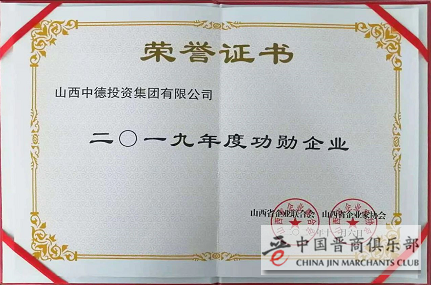 荣誉证书
山西中德投资集团有限公司
二〇一九年度功勋企业
山西省企业联合会 山西省企业家协会
中国晋商俱乐部
CHINA JIN MARCHANTS CLUB